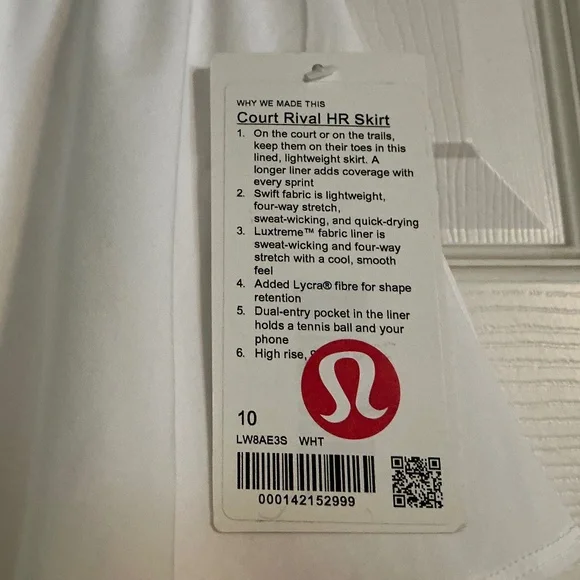 WHY WE MADE THIS
Court Rival HR Skirt
1. On the court or on the trails,
keep them on their toes in this
lined, lightweight skirt. A
longer liner adds coverage with
every sprint
2. Swift fabric is lightweight,
four-way stretch,
sweat-wicking, and quick-drying
3. Luxtreme™ fabric liner is
sweat-wicking and four-way
stretch with a cool, smooth
feel
4. Added Lycra® fibre for shape
retention
5. Dual-entry pocket in the liner
holds a tennis ball and your
phone
6. High rise,
10
LW8AE3S WHT
000142152999